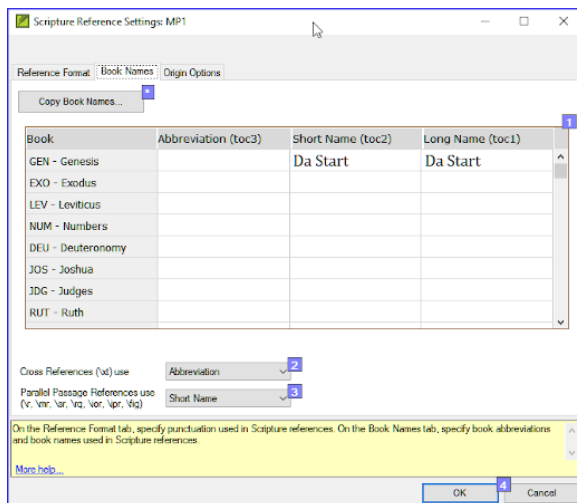 Scripture Reference Settings: MP1
Reference Format Book Names Origin Options
Copy Book Names... *
1
Book Abbreviation (toc3) Short Name (toc2) Long Name (toc1)
GEN - Genesis Da Start Da Start
EXO - Exodus
LEV - Leviticus
NUM - Numbers
DEU - Deuteronomy
JOS - Joshua
JDG - Judges
RUT - Ruth
Cross References (\xt) use Abbreviation 2
Parallel Passage References use
(\r, \mr, \sr, \rq, \ior, \pr, \fig) Short Name 3
On the Reference Format tab, specify punctuation used in Scripture references. On the Book Names tab, specify book abbreviations
and book names used in Scripture references.
More help...
4
OK Cancel